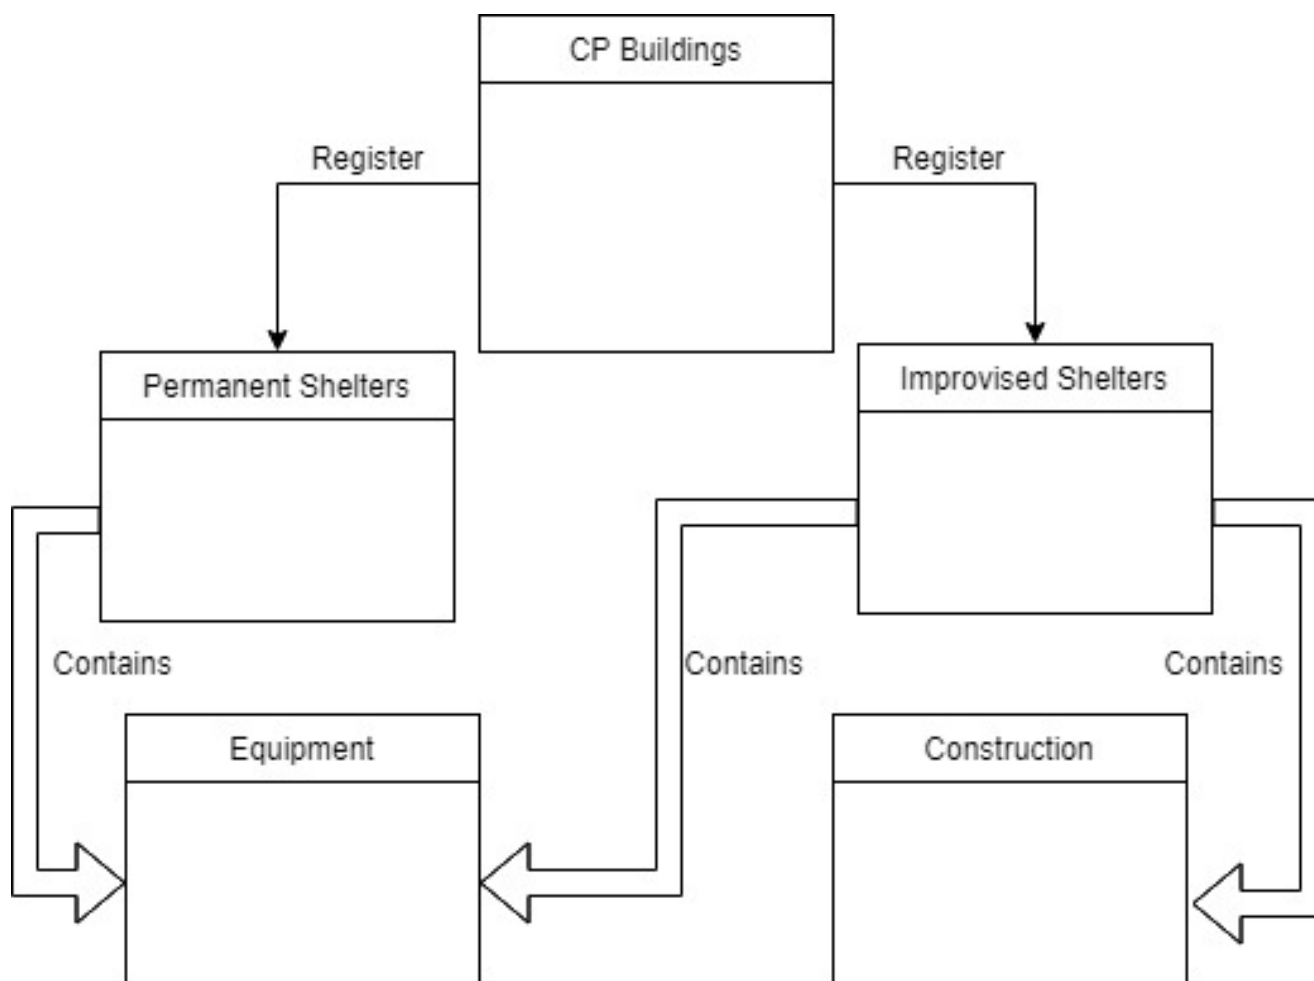 CP Buildings
Register
Register
Permanent Shelters
Improvised Shelters
Contains
Contains
Contains
Equipment
Construction